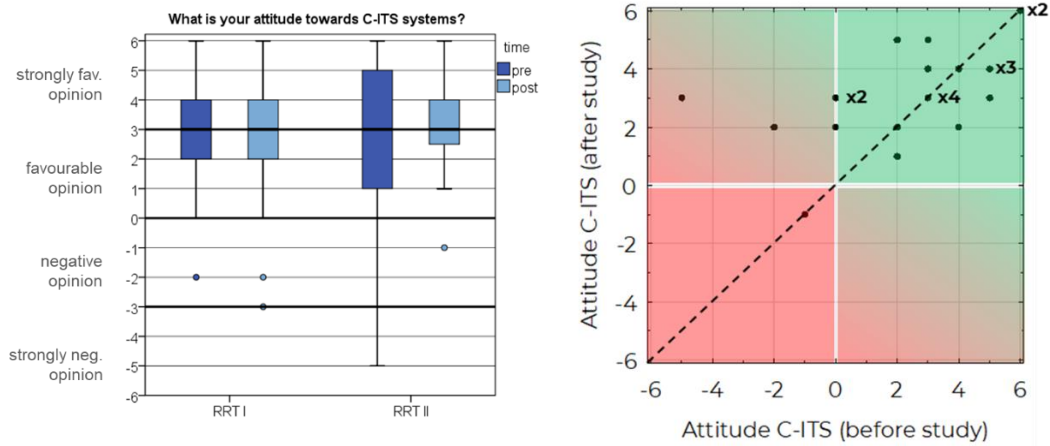 What is your attitude towards C-ITS systems?
time
pre
post
strongly fav.
opinion
favourable
opinion
negative
opinion
strongly neg.
opinion
6
5
4
3
2
1
0
-1
-2
-3
-4
-5
-6
RRT I
RRT II
Attitude C-ITS (after study)
6
4
2
0
-2
-4
-6
x2
x3
x2
x4
-6
-4
-2
0
2
4
6
Attitude C-ITS (before study)